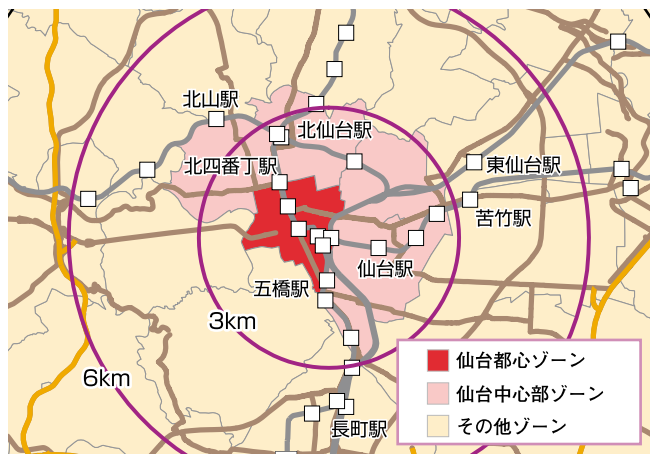 北山駅
北仙台駅
北四番丁駅
東仙台駅
苦竹駅
仙台駅
五橋駅
3km
6km
長町駅
仙台都心ゾーン
仙台中心部ゾーン
その他ゾーン